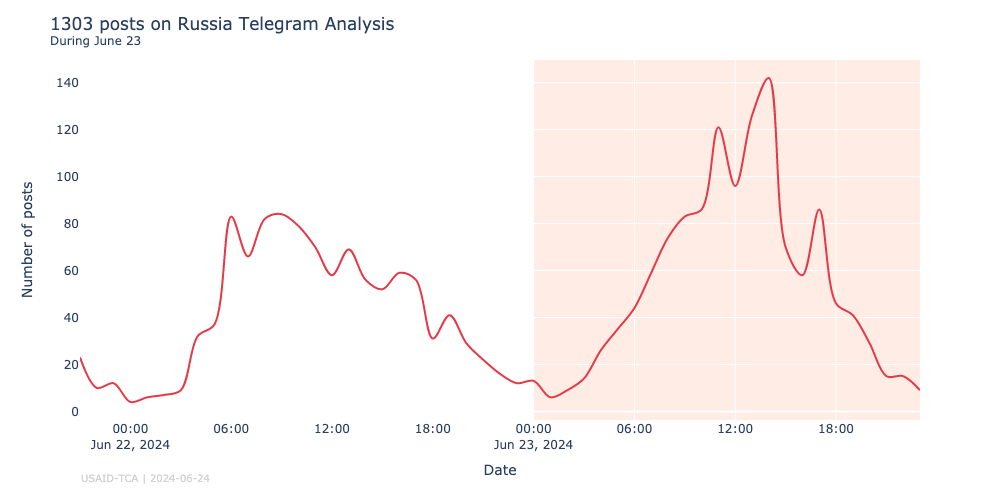 1303 posts on Russia Telegram Analysis
During June 23
Number of posts
140
120
100
80
60
40
20
0
00:00 06:00 12:00 18:00 00:00 06:00 12:00 18:00
Jun 22, 2024 Jun 23, 2024
Date
USAID-TCA | 2024-06-24